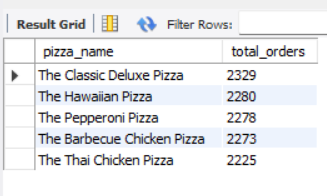 Result Grid Filter Rows:
pizza_name total_orders
The Classic Deluxe Pizza 2329
The Hawaiian Pizza 2280
The Pepperoni Pizza 2278
The Barbecue Chicken Pizza 2273
The Thai Chicken Pizza 2225